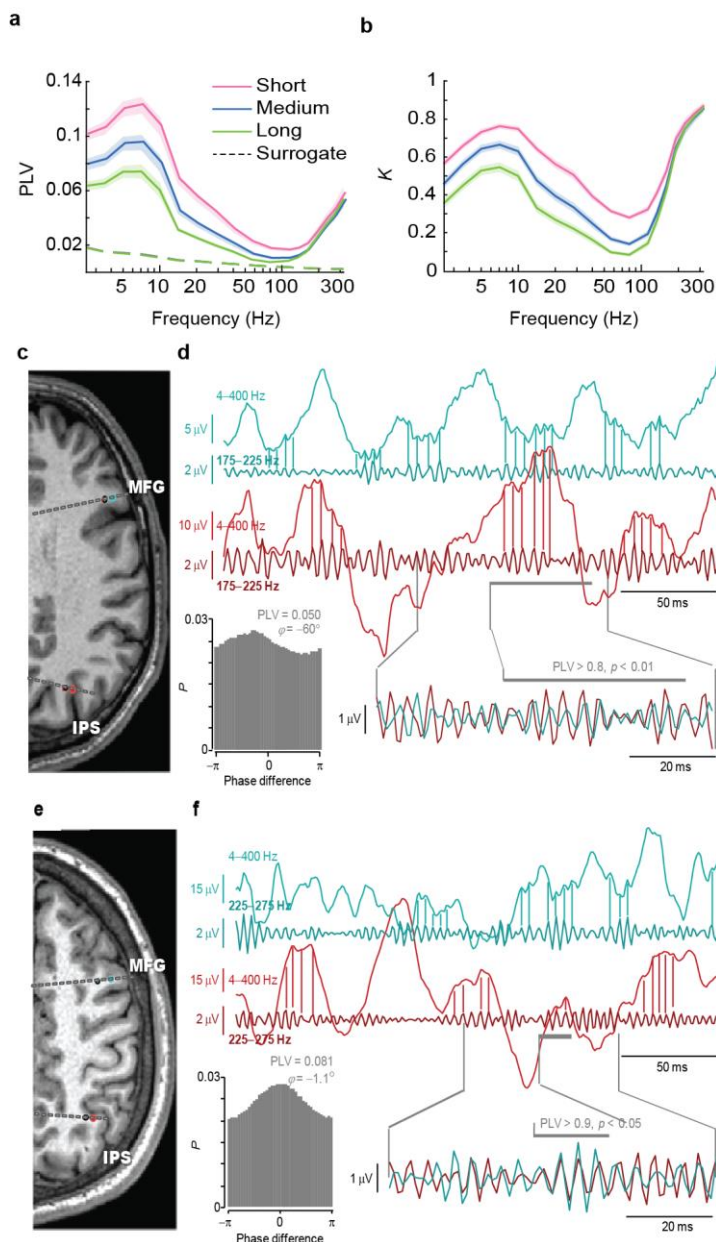 a
b
0.14
0.1
0.06
0.02
PLV
Short
Medium
Long
Surrogate
5 10 20 50 100 300
Frequency (Hz)
1
0.8
0.6
0.4
0.2
0
K
5 10 20 50 100 300
Frequency (Hz)
c
MFG
IPS
d
4–400 Hz
5 µV
175–225 Hz
2 µV
10 µV
4–400 Hz
2 µV
175–225 Hz
50 ms
0.03
PLV = 0.050
φ = −60°
P
0
−π 0 π
Phase difference
PLV > 0.8, p < 0.01
1 µV
20 ms
e
MFG
IPS
f
4–400 Hz
15 µV
225–275 Hz
2 µV
15 µV
4–400 Hz
2 µV
225–275 Hz
50 ms
PLV = 0.081
0.03
φ = −1.1°
P
0
−π 0 π
Phase difference
PLV > 0.9, p < 0.05
1 µV
20 ms